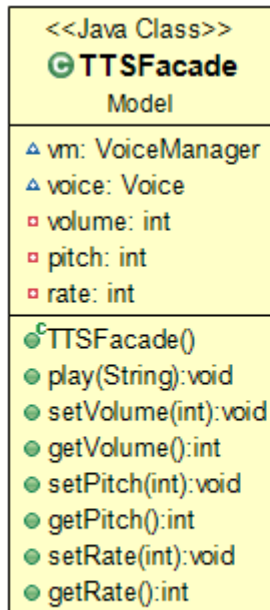 <<Java Class>>
C TTSFacade
Model
vm: VoiceManager
voice: Voice
volume: int
pitch: int
rate: int
C TTSFacade()
play(String):void
setVolume(int):void
getVolume():int
setPitch(int):void
getPitch():int
setRate(int):void
getRate():int